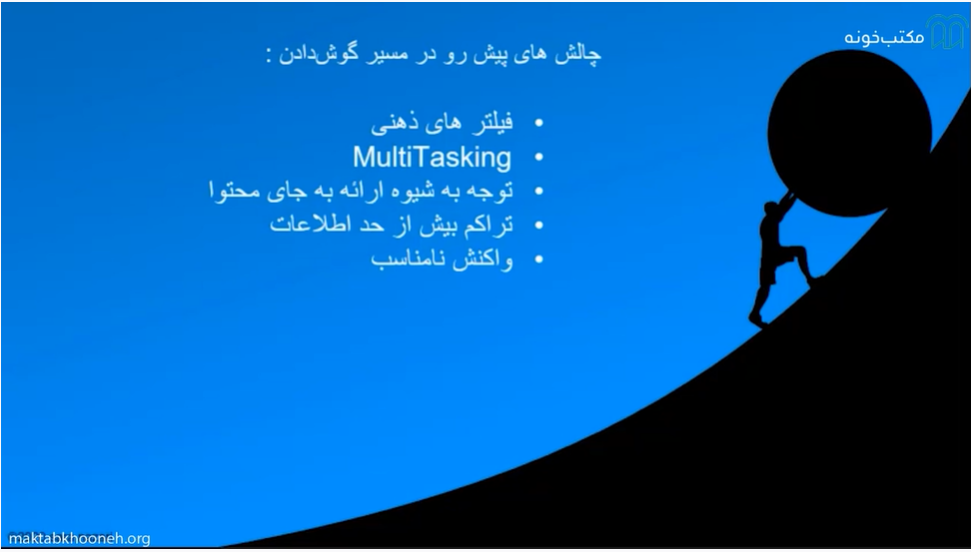 مکتب‌خونه
چالش های پیش رو در مسیر گوش‌دادن :
• فیلتر های ذهنی
• MultiTasking
• توجه به شیوه ارائه به جای محتوا
• تراکم بیش از حد اطلاعات
• واکنش نامناسب
maktabkhooneh.org